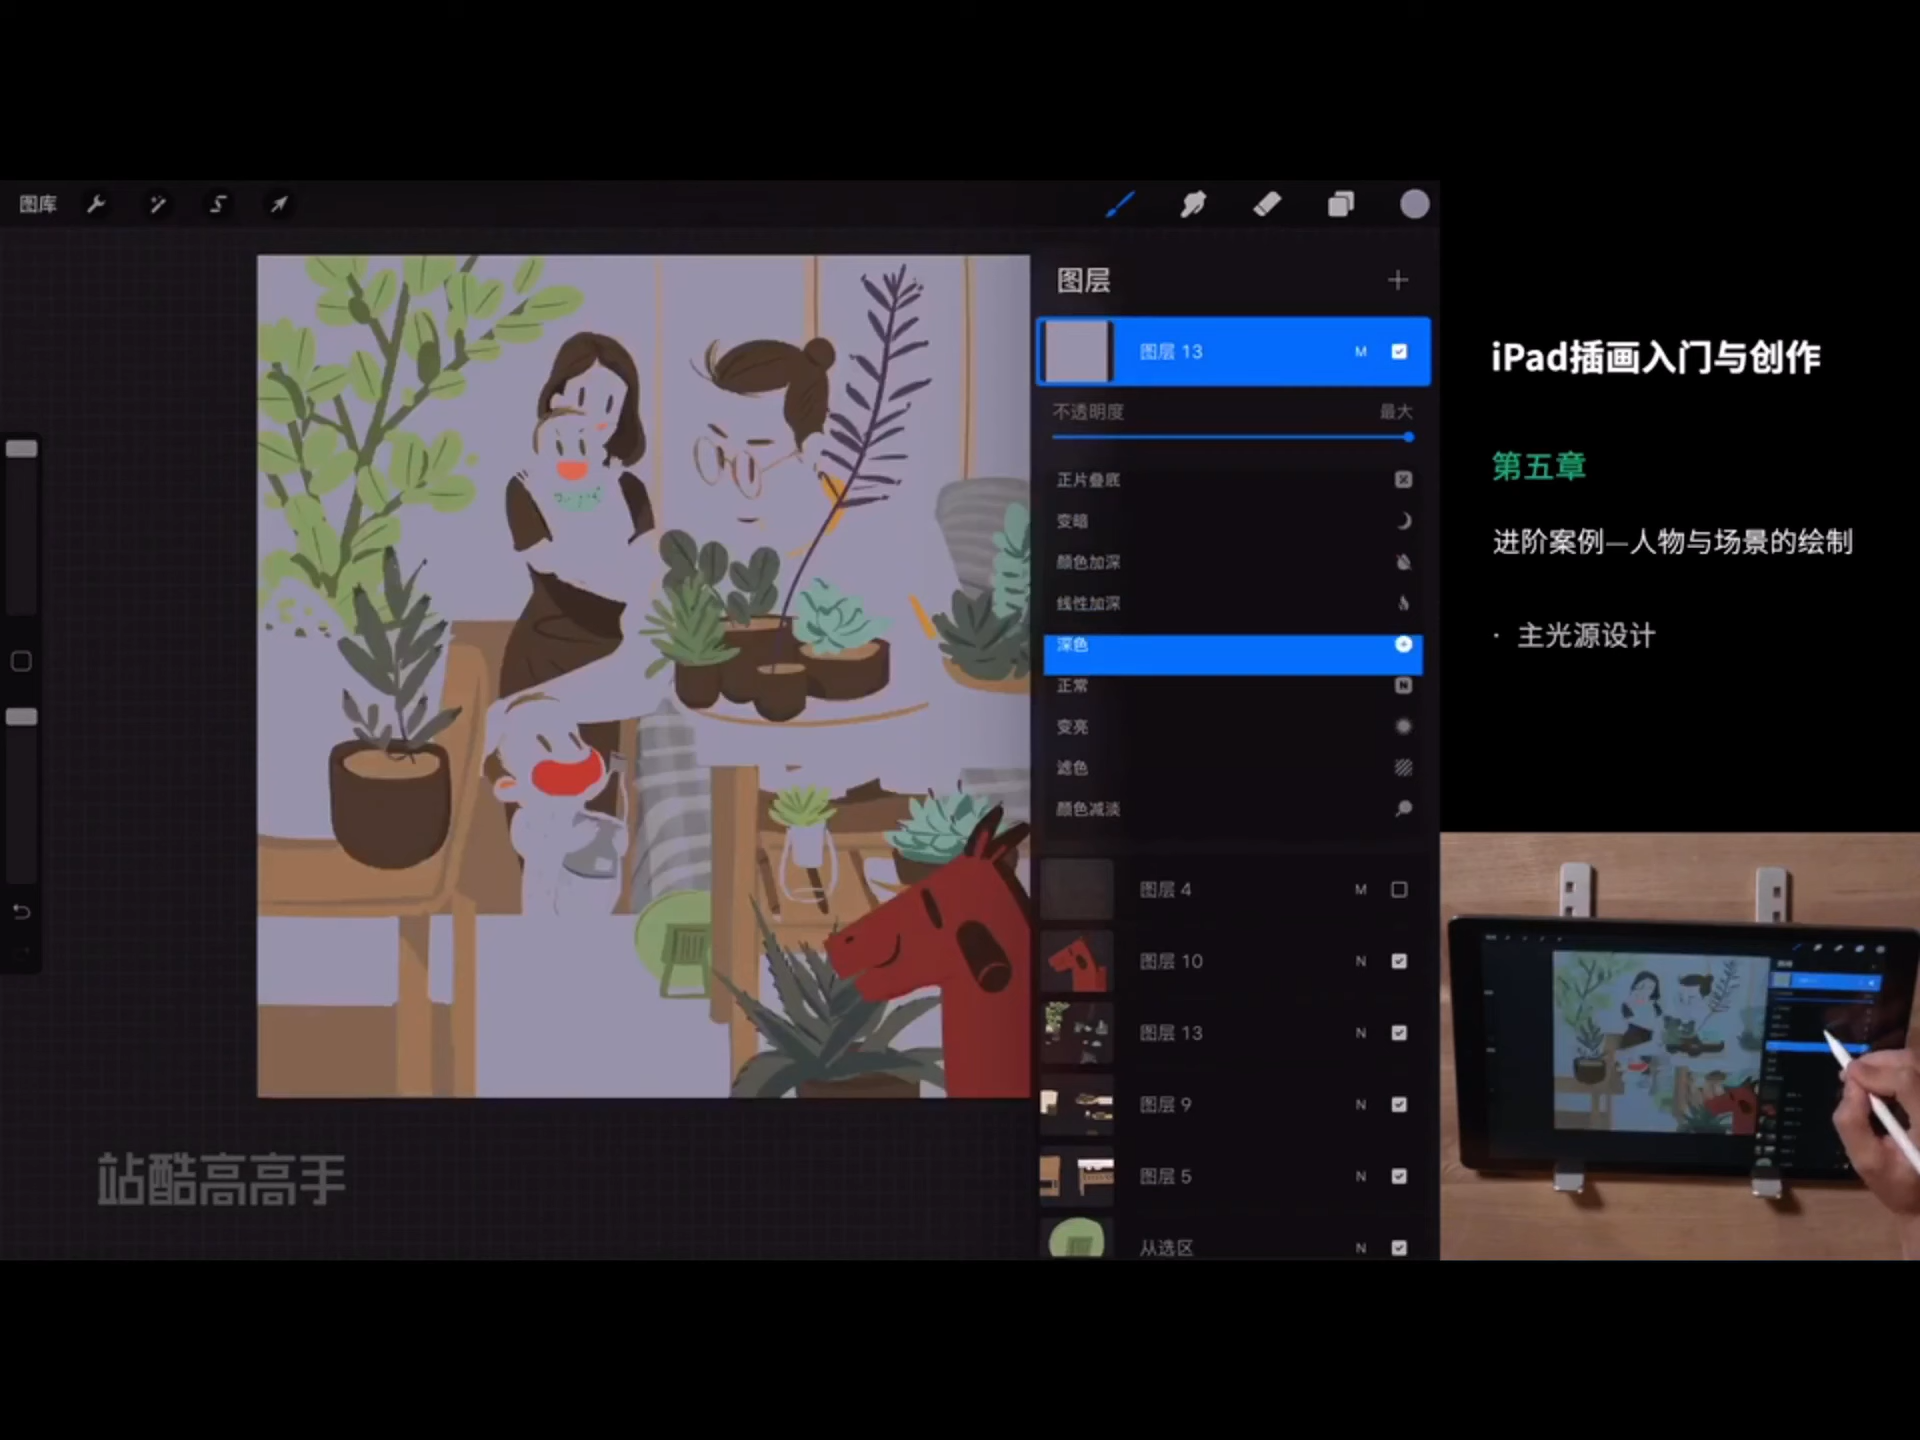 图库
图层
图层 13
M
不透明度
最大
正片叠底
变暗
颜色加深
线性加深
深色
正常
N
变亮
滤色
颜色减淡
图层 4
M
图层 10
N
图层 13
N
图层 9
N
图层 5
N
从选区
N
iPad插画入门与创作
第五章
进阶案例—人物与场景的绘制
· 主光源设计
站酷高高手